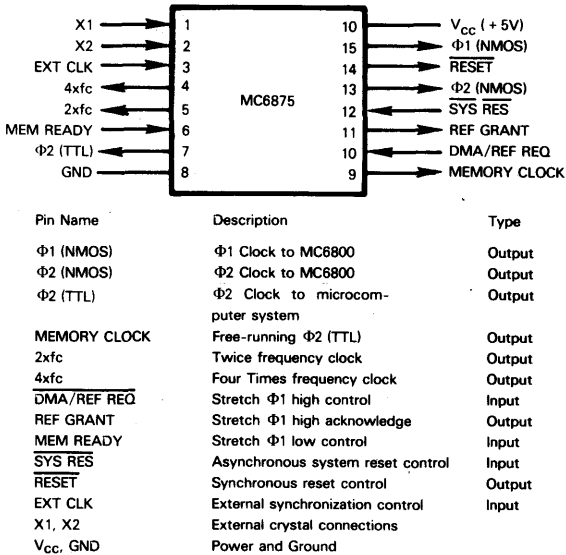 X1 1 10 V_CC (+5V)
X2 2 15 Φ1 (NMOS)
EXT CLK 3 14 RESET
4xfc 4 13 Φ2 (NMOS)
2xfc 5 MC6875 12 SYS RES
MEM READY 6 11 REF GRANT
Φ2 (TTL) 7 10 DMA/REF REQ
GND 8 9 MEMORY CLOCK
Pin Name Description Type
Φ1 (NMOS) Φ1 Clock to MC6800 Output
Φ2 (NMOS) Φ2 Clock to MC6800 Output
Φ2 (TTL) Φ2 Clock to microcom- Output
puter system
MEMORY CLOCK Free-running Φ2 (TTL) Output
2xfc Twice frequency clock Output
4xfc Four Times frequency clock Output
DMA/REF REQ Stretch Φ1 high control Input
REF GRANT Stretch Φ1 high acknowledge Output
MEM READY Stretch Φ1 low control Input
SYS RES Asynchronous system reset control Input
RESET Synchronous reset control Output
EXT CLK External synchronization control Input
X1, X2 External crystal connections
V_CC, GND Power and Ground